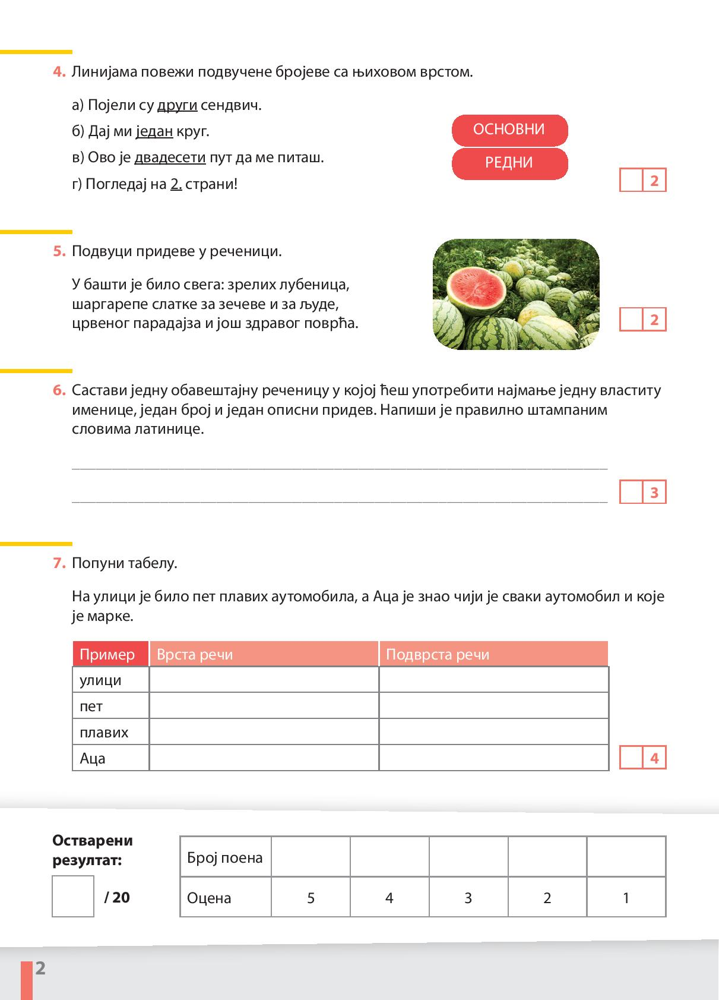 4. Линијама повежи подвучене бројеве са њиховом врстом.
а) Појели су други сендвич.
б) Дај ми један круг.
в) Ово је двадесети пут да ме питаш.
г) Погледај на 2. страни!
ОСНОВНИ
РЕДНИ
2
5. Подвуци придеве у реченици.
У башти је било свега: зрелих лубеница,
шаргарепе слатке за зечеве и за људе,
црвеног парадајза и још здравог поврћа.
2
6. Састави једну обавештајну реченицу у којој ћеш употребити најмање једну властиту
именице, један број и један описни придев. Напиши је правилно штампаним
словима латинице.
3
7. Попуни табелу.
На улици је било пет плавих аутомобила, а Аца је знао чији је сваки аутомобил и које
је марке.
Пример Врста речи Подврста речи
улици
пет
плавих
Аца
4
Остварени
резултат:
/ 20
Број поена
Оцена 5 4 3 2 1
2